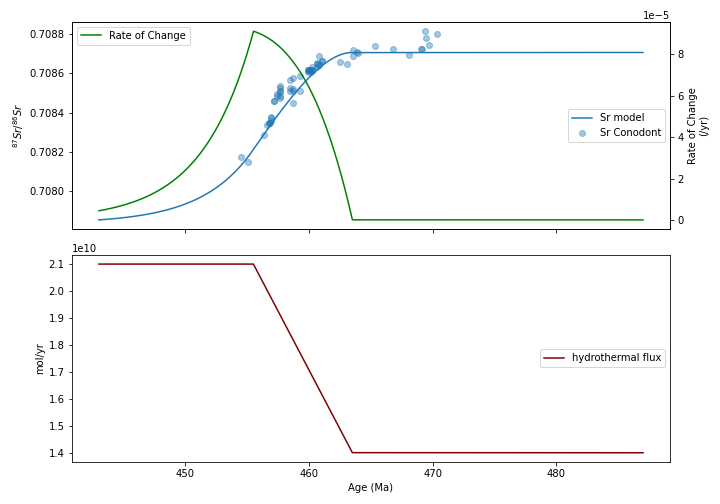 1e−5
0.7088
0.7086
0.7084
0.7082
0.7080
⁸⁷Sr/⁸⁶Sr
Rate of Change
Sr model
Sr Conodont
8
6
4
2
0
Rate of Change
(/yr)
1e10
2.1
2.0
1.9
1.8
1.7
1.6
1.5
1.4
mol/yr
hydrothermal flux
450
460
470
480
Age (Ma)